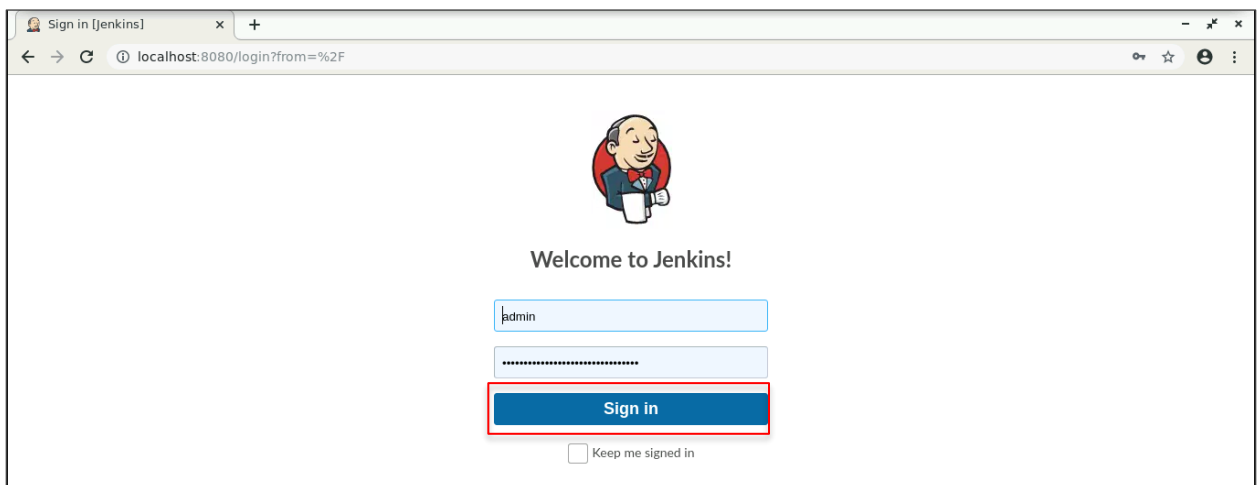 Sign in [Jenkins]
localhost:8080/login?from=%2F
Welcome to Jenkins!
admin
••••••••••••••••••••••••••••••••
Sign in
Keep me signed in